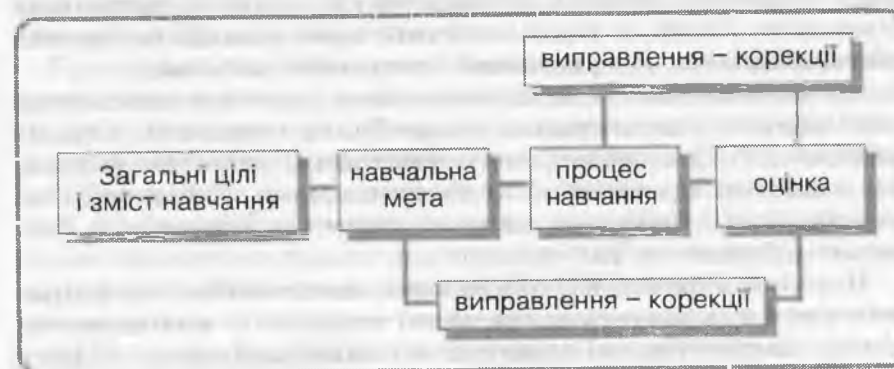 виправлення – корекції
Загальні цілі
і зміст навчання
навчальна
мета
процес
навчання
оцінка
виправлення – корекції